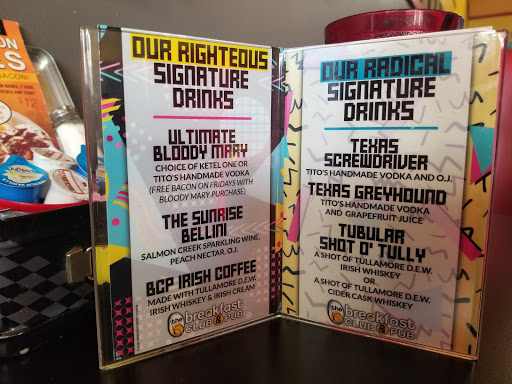 OUR RIGHTEOUS
SIGNATURE
DRINKS
ULTIMATE
BLOODY MARY
CHOICE OF KETEL ONE OR
TITO'S HANDMADE VODKA
(FREE BACON ON FRIDAYS WITH
BLOODY MARY PURCHASE)
THE SUNRISE
BELLINI
SALMON CREEK SPARKLING WINE,
PEACH NECTAR, O.J.
BCP IRISH COFFEE
MADE WITH TULLAMORE D.E.W.
IRISH WHISKEY & IRISH CREAM
the breakfast
CLUB & PUB
OUR RADICAL
SIGNATURE
DRINKS
TEXAS
SCREWDRIVER
TITO'S HANDMADE VODKA AND O.J.
TEXAS GREYHOUND
TITO'S HANDMADE VODKA
AND GRAPEFRUIT JUICE
TUBULAR
SHOT O' TULLY
A SHOT OF TULLAMORE D.E.W.
IRISH WHISKEY
OR
A SHOT OF TULLAMORE D.E.W.
CIDER CASK WHISKEY
the breakfast
CLUB & PUB
ON
LS
BACON!
$12